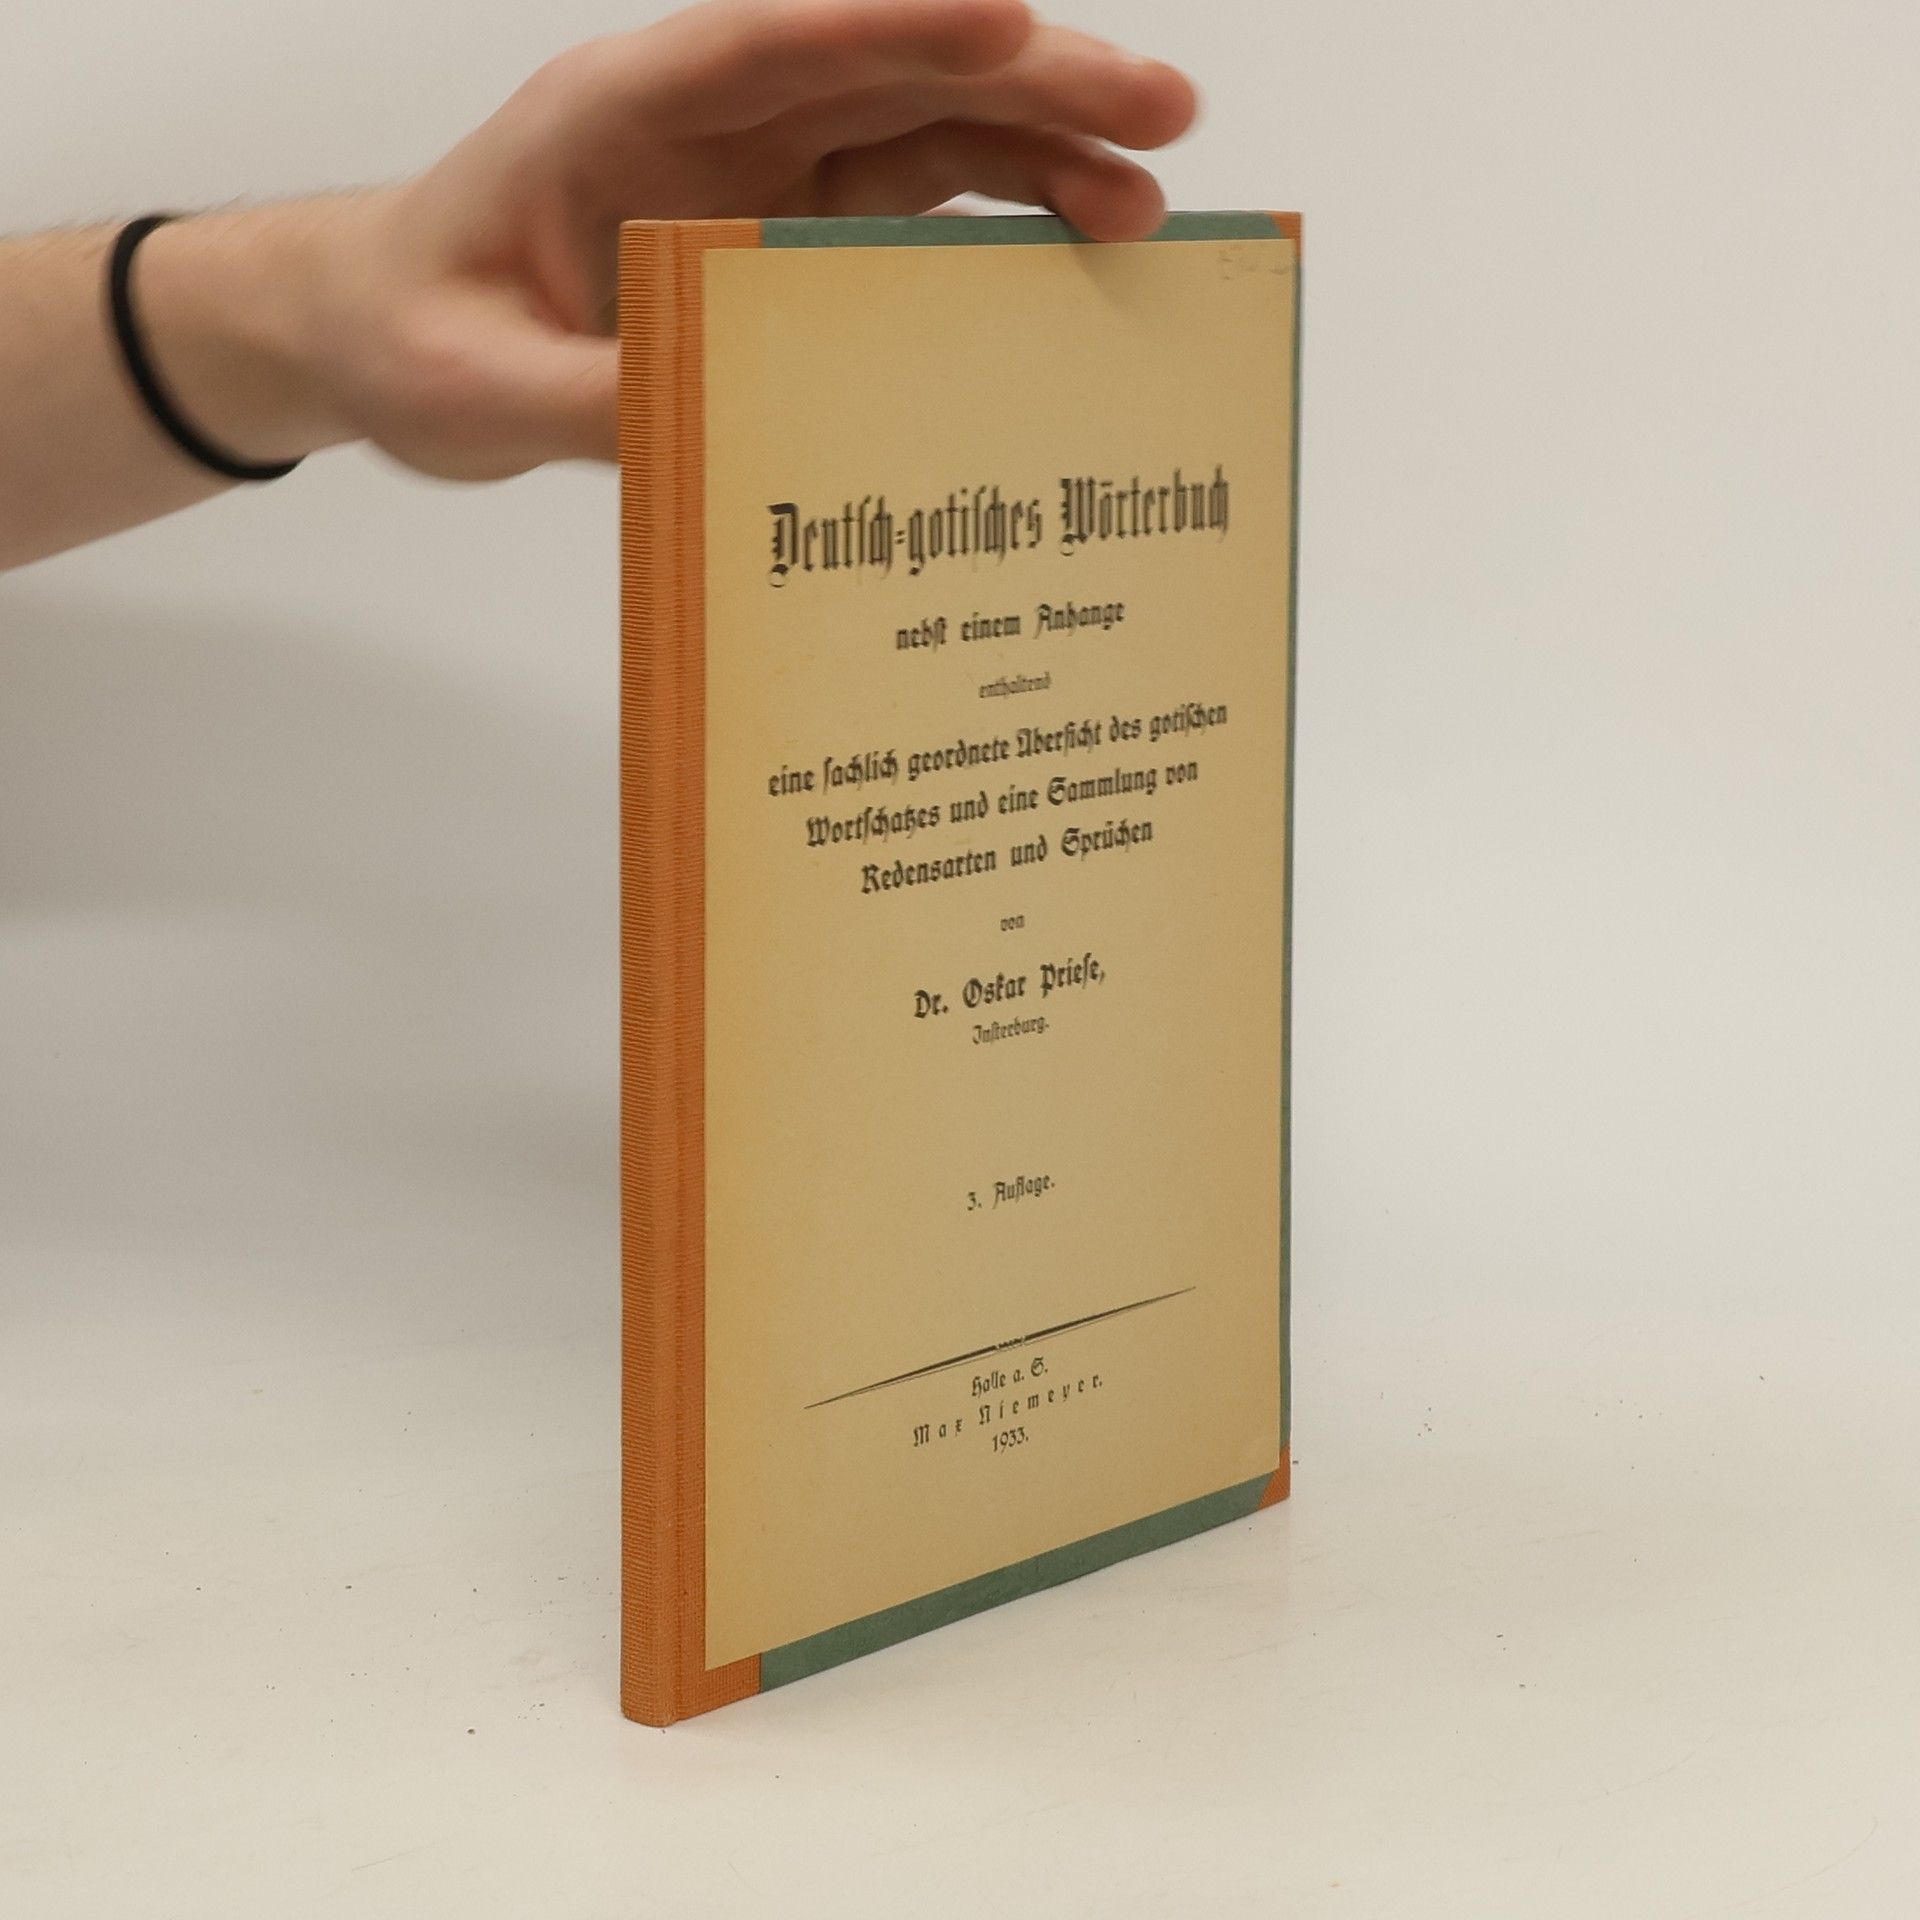 Deutſch-gotiſches Wörterbuch
nebſt einem Anhange
enthaltend
eine ſachlich geordnete Überſicht des gotiſchen
Wortſchatzes und eine Sammlung von
Redensarten und Sprüchen
von
Dr. Oskar Prieſe,
Inſterburg.
3. Auflage.
Halle a. S.
Max Niemeyer.
1933.